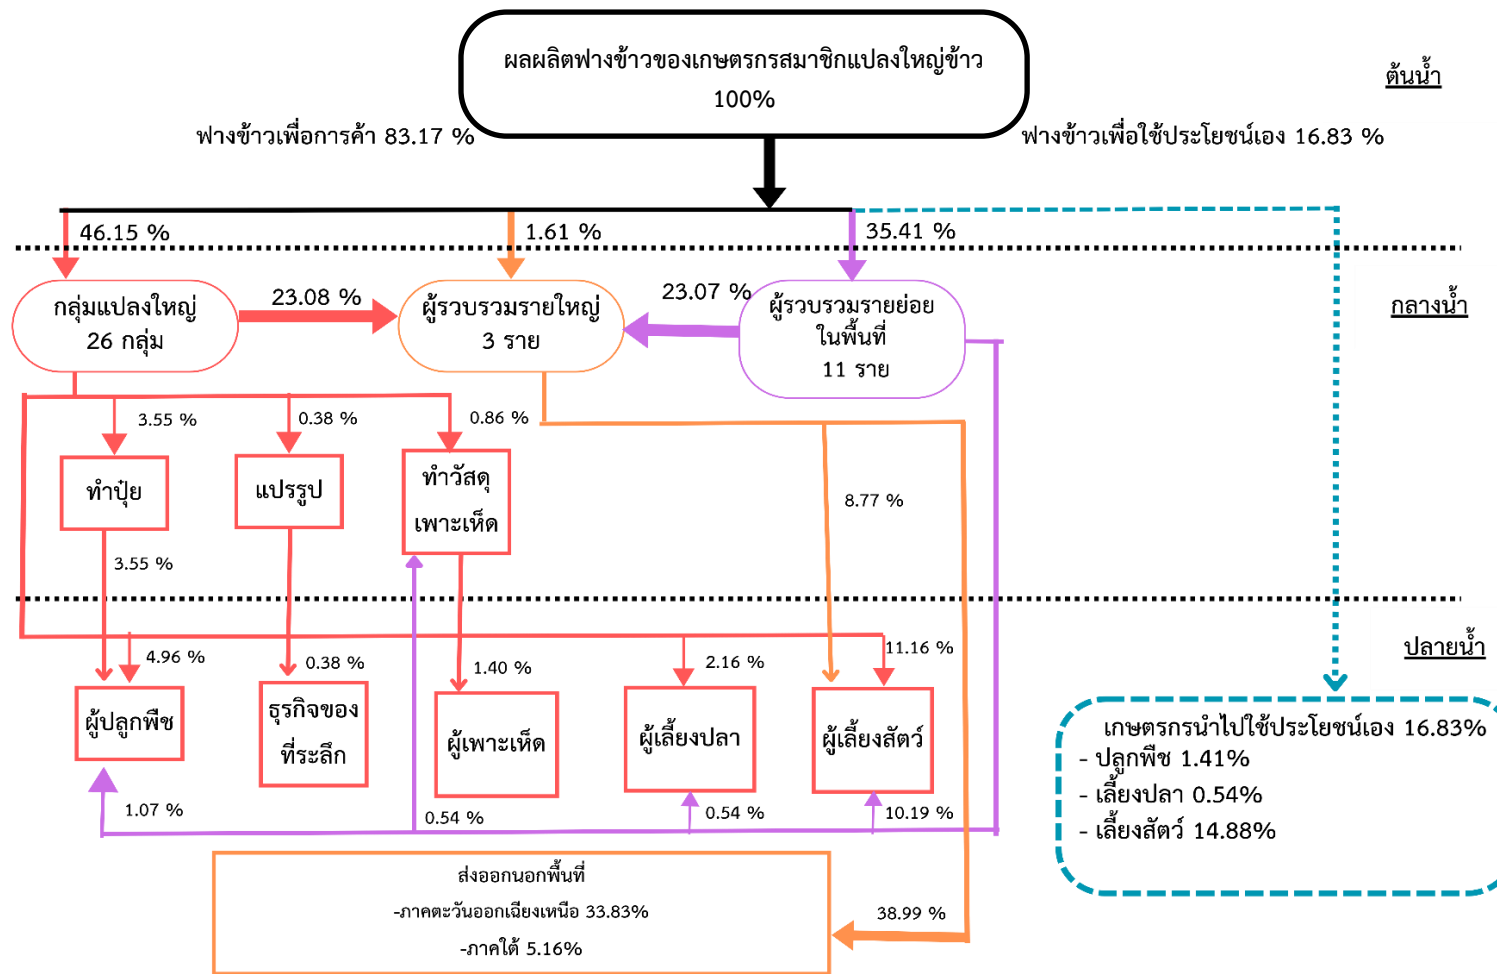 ผลผลิตฟางข้าวของเกษตรกรสมาชิกแปลงใหญ่ข้าว
100%
ต้นน้ำ
ฟางข้าวเพื่อการค้า 83.17 %
ฟางข้าวเพื่อใช้ประโยชน์เอง 16.83 %
46.15 %
1.61 %
35.41 %
กลุ่มแปลงใหญ่
26 กลุ่ม
23.08 %
ผู้รวบรวมรายใหญ่
3 ราย
23.07 %
ผู้รวบรวมรายย่อย
ในพื้นที่
11 ราย
กลางน้ำ
3.55 %
0.38 %
0.86 %
ทำปุ๋ย
แปรรูป
ทำวัสดุ
เพาะเห็ด
8.77 %
3.55 %
ปลายน้ำ
4.96 %
0.38 %
1.40 %
2.16 %
11.16 %
ผู้ปลูกพืช
ธุรกิจของ
ที่ระลึก
ผู้เพาะเห็ด
ผู้เลี้ยงปลา
ผู้เลี้ยงสัตว์
เกษตรกรนำไปใช้ประโยชน์เอง 16.83%
- ปลูกพืช 1.41%
- เลี้ยงปลา 0.54%
- เลี้ยงสัตว์ 14.88%
1.07 %
0.54 %
0.54 %
10.19 %
ส่งออกนอกพื้นที่
-ภาคตะวันออกเฉียงเหนือ 33.83%
-ภาคใต้ 5.16%
38.99 %